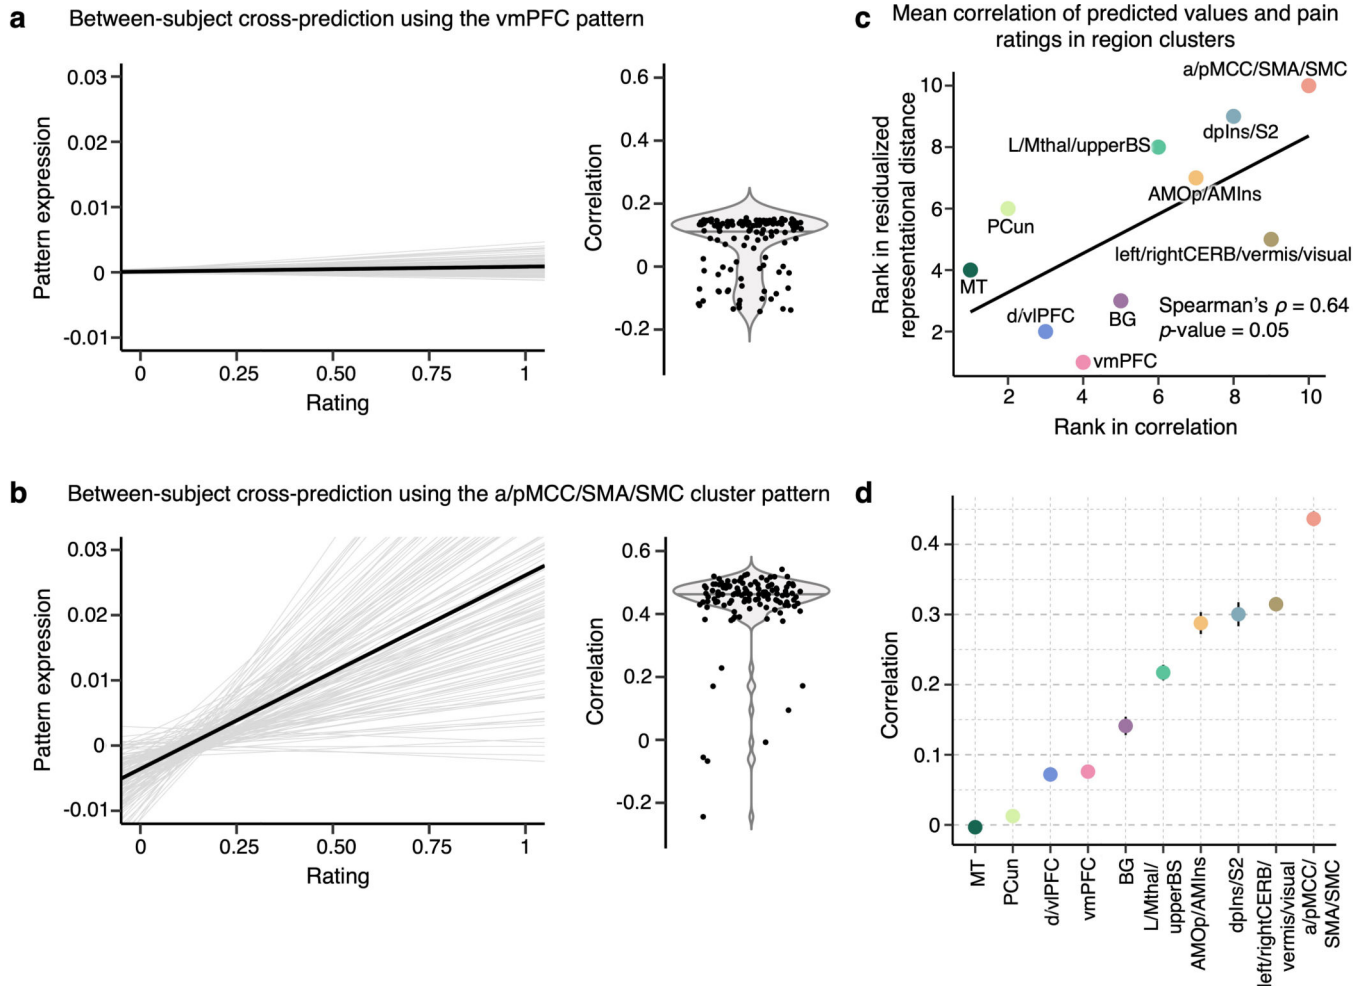 a
Between-subject cross-prediction using the vmPFC pattern
0.03
0.02
0.01
0
-0.01
Pattern expression
0
0.25
0.50
0.75
1
Rating
0.6
0.4
0.2
0
-0.2
Correlation
c
Mean correlation of predicted values and pain
ratings in region clusters
10
8
6
4
2
Rank in residualized
representational distance
a/pMCC/SMA/SMC
dpIns/S2
L/Mthal/upperBS
AMOp/AMIns
PCun
left/rightCERB/vermis/visual
MT
d/vlPFC
BG
vmPFC
Spearman's ρ = 0.64
p-value = 0.05
2
4
6
8
10
Rank in correlation
b
Between-subject cross-prediction using the a/pMCC/SMA/SMC cluster pattern
0.03
0.02
0.01
0
-0.01
Pattern expression
0
0.25
0.50
0.75
1
Rating
0.6
0.4
0.2
0
-0.2
Correlation
d
0.4
0.3
0.2
0.1
0
Correlation
MT
PCun
d/vlPFC
vmPFC
BG
L/Mthal/
upperBS
AMOp/AMIns
dpIns/S2
left/rightCERB/
vermis/visual
a/pMCC/
SMA/SMC